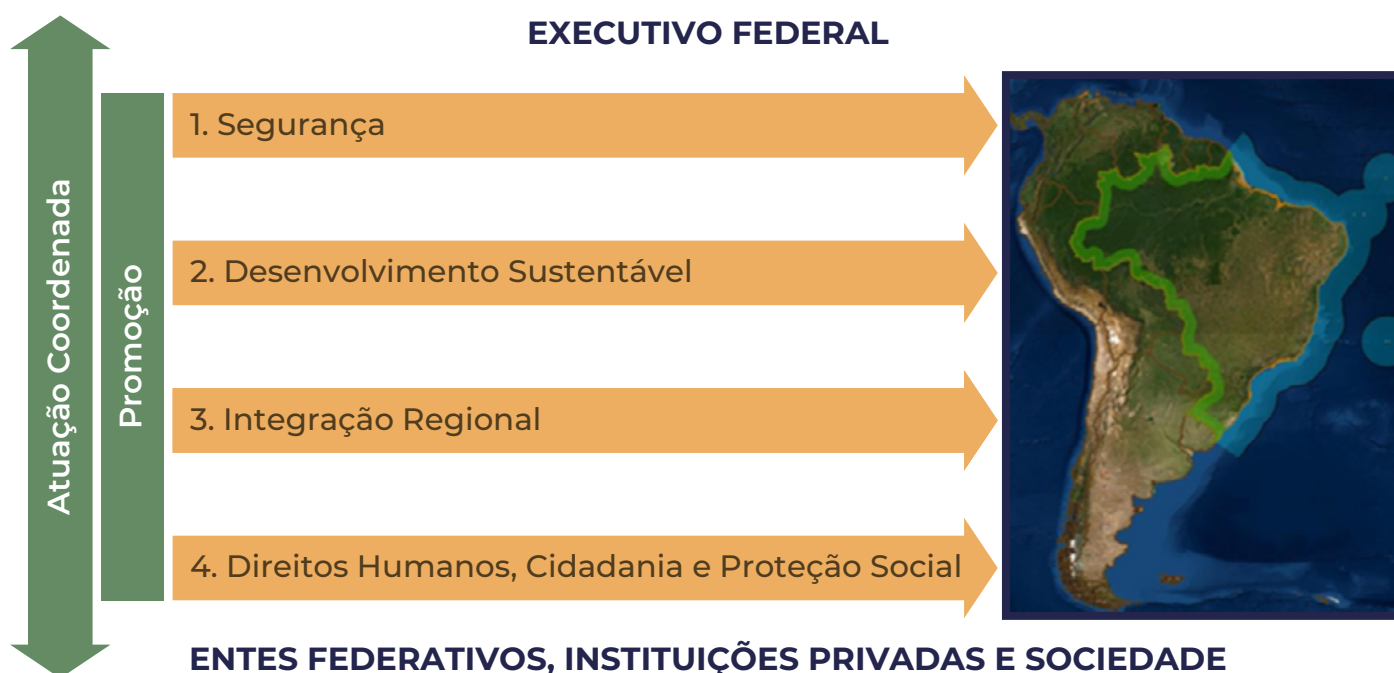 EXECUTIVO FEDERAL
Atuação Coordenada
Promoção
1. Segurança
2. Desenvolvimento Sustentável
3. Integração Regional
4. Direitos Humanos, Cidadania e Proteção Social
ENTES FEDERATIVOS, INSTITUIÇÕES PRIVADAS E SOCIEDADE